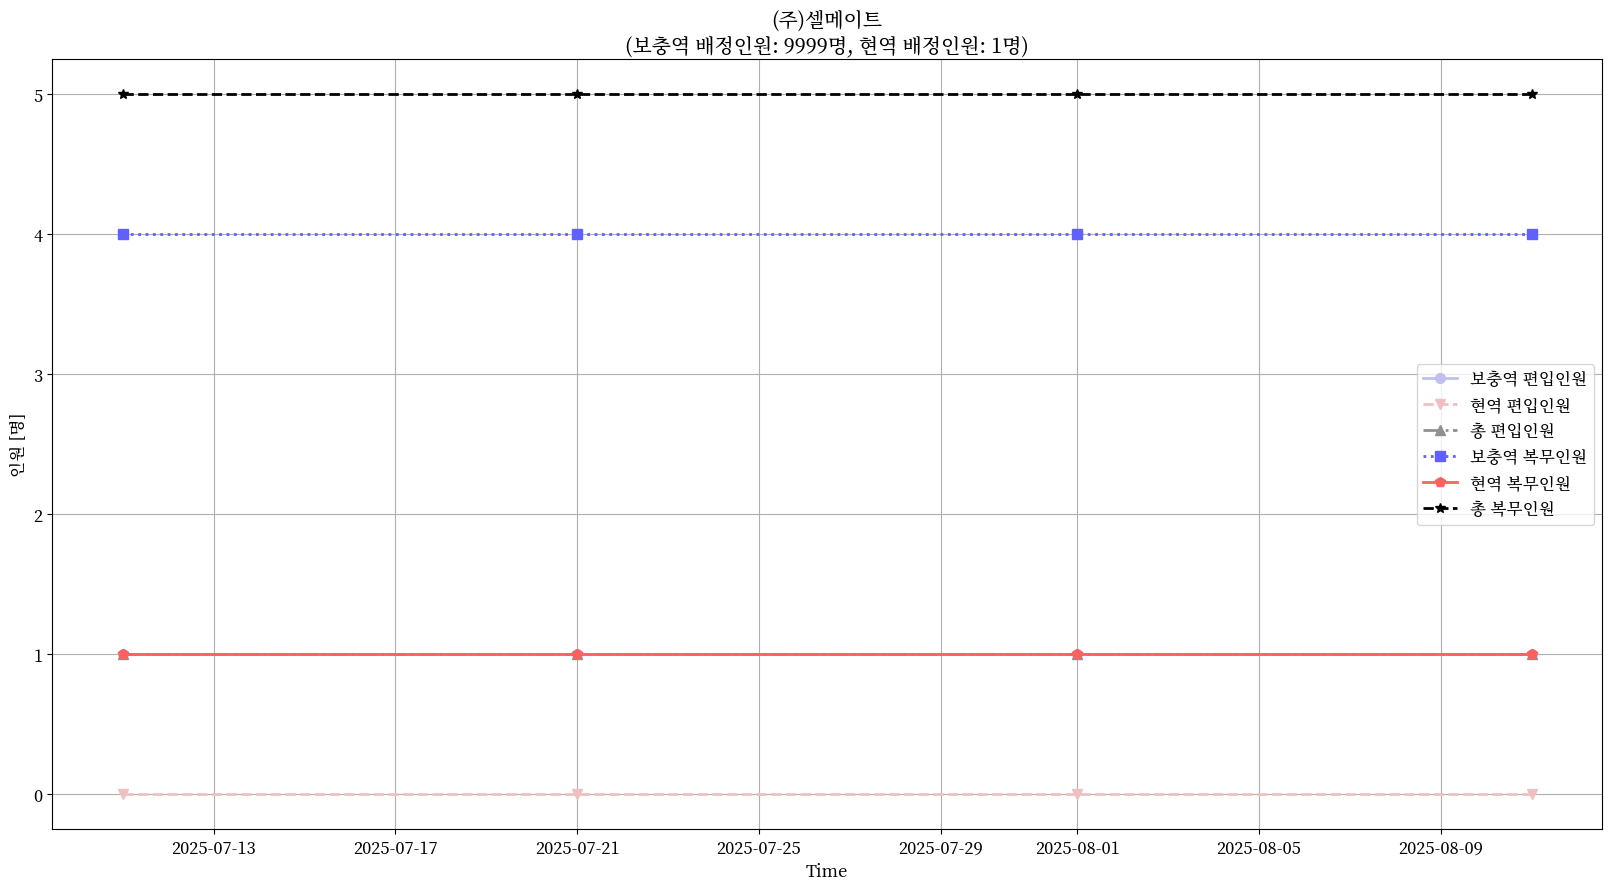 (주)셀메이트
(보충역 배정인원: 9999명, 현역 배정인원: 1명)
인원 [명]
5
4
3
2
1
0
보충역 편입인원
현역 편입인원
총 편입인원
보충역 복무인원
현역 복무인원
총 복무인원
2025-07-13
2025-07-17
2025-07-21
2025-07-25
2025-07-29
2025-08-01
2025-08-05
2025-08-09
Time